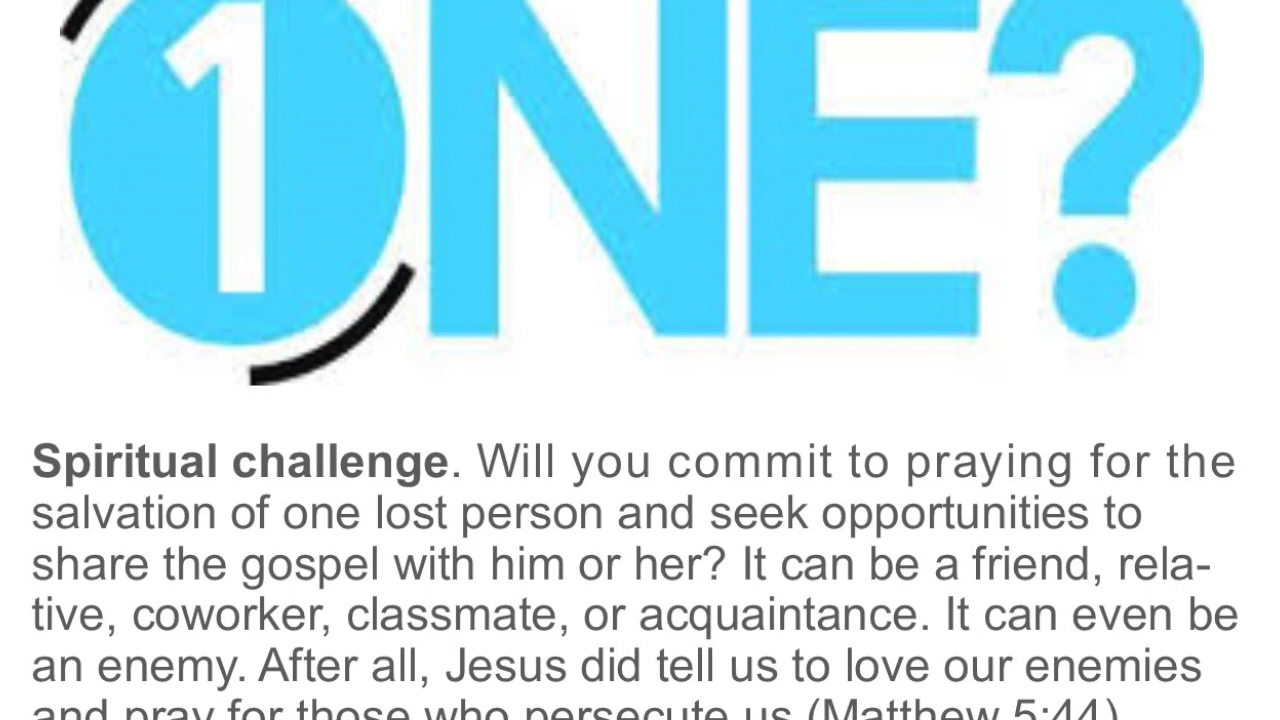 1NE?
Spiritual challenge. Will you commit to praying for the
salvation of one lost person and seek opportunities to
share the gospel with him or her? It can be a friend, rela-
tive, coworker, classmate, or acquaintance. It can even be
an enemy. After all, Jesus did tell us to love our enemies
and pray for those who persecute us (Matthew 5:44).